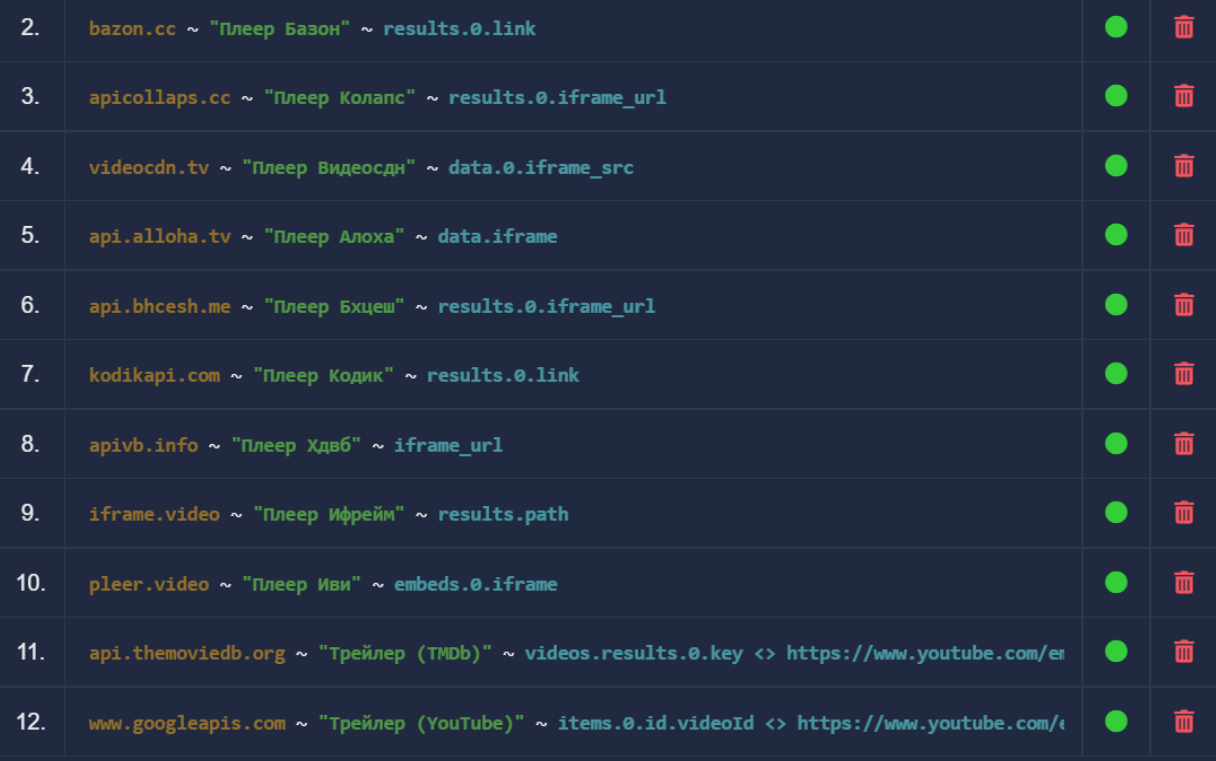 2. bazon.cc ~ "Плеер Базон" ~ results.0.link
3. apicollaps.cc ~ "Плеер Колапс" ~ results.0.iframe_url
4. videocdn.tv ~ "Плеер Видеосдн" ~ data.0.iframe_src
5. api.alloha.tv ~ "Плеер Алоха" ~ data.iframe
6. api.bhcesh.me ~ "Плеер Бхцеш" ~ results.0.iframe_url
7. kodikapi.com ~ "Плеер Кодик" ~ results.0.link
8. apivb.info ~ "Плеер Хдвб" ~ iframe_url
9. iframe.video ~ "Плеер Ифрейм" ~ results.path
10. pleer.video ~ "Плеер Иви" ~ embeds.0.iframe
11. api.themoviedb.org ~ "Трейлер (TMDb)" ~ videos.results.0.key <> https://www.youtube.com/em
12. www.googleapis.com ~ "Трейлер (YouTube)" ~ items.0.id.videoId <> https://www.youtube.com/e